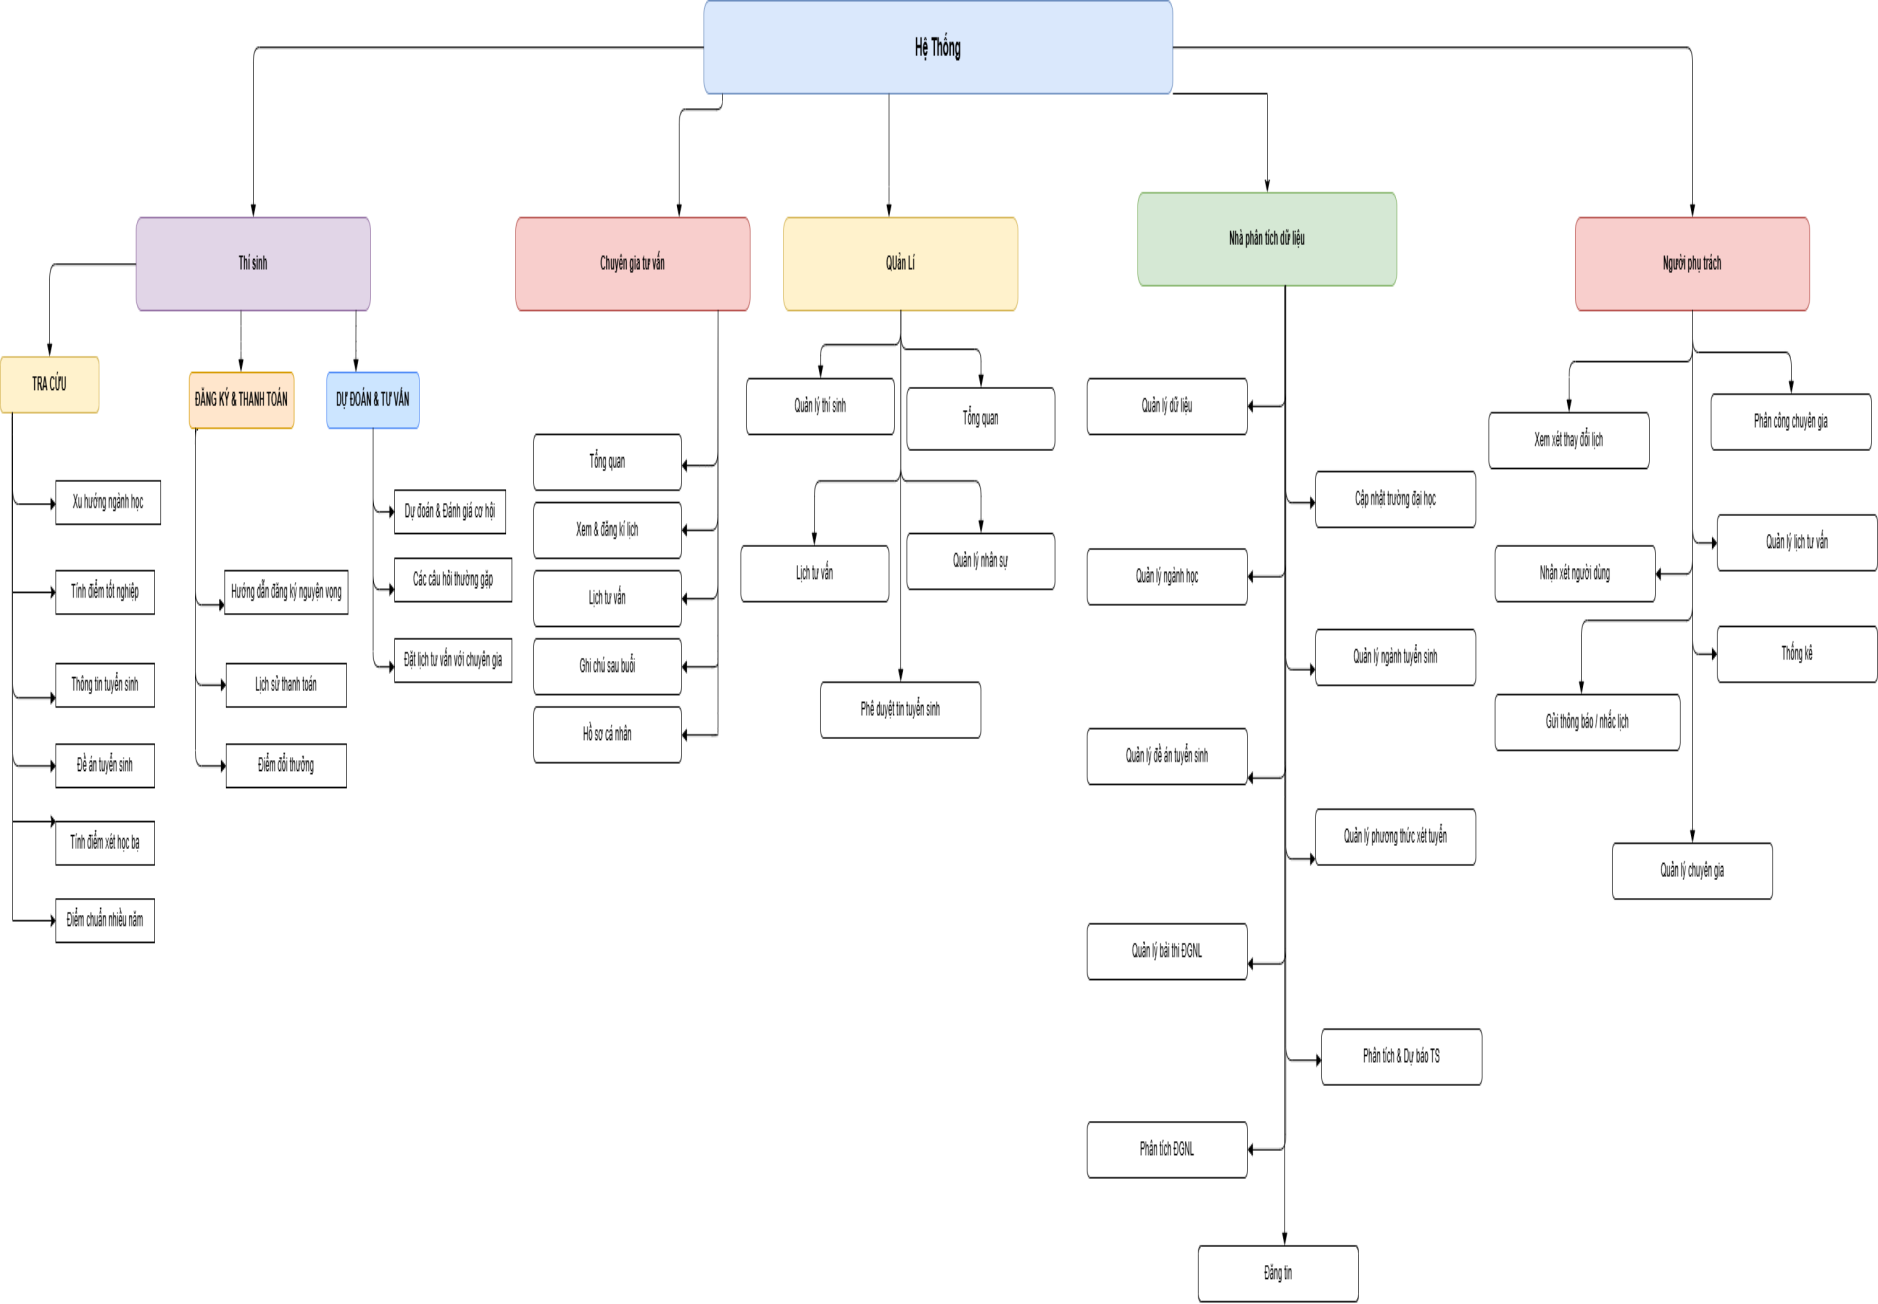 Hệ Thống
Thí sinh
Chuyên gia tư vấn
QUản Lí
Nhà phân tích dữ liệu
Người phụ trách
TRA CỨU
ĐĂNG KÝ & THANH TOÁN
DỰ ĐOÁN & TƯ VẤN
Xu hướng ngành học
Tính điểm tốt nghiệp
Thông tin tuyển sinh
Đề án tuyển sinh
Tính điểm xét học bạ
Điểm chuẩn nhiều năm
Hướng dẫn đăng ký nguyện vọng
Lịch sử thanh toán
Điểm đổi thưởng
Dự đoán & Đánh giá cơ hội
Các câu hỏi thường gặp
Đặt lịch tư vấn với chuyên gia
Tổng quan
Xem & đăng kí lịch
Lịch tư vấn
Ghi chú sau buổi
Hồ sơ cá nhân
Quản lý thí sinh
Tổng quan
Lịch tư vấn
Quản lý nhân sự
Phê duyệt tin tuyển sinh
Quản lý dữ liệu
Cập nhật trường đại học
Quản lý ngành học
Quản lý ngành tuyển sinh
Quản lý đề án tuyển sinh
Quản lý phương thức xét tuyển
Quản lý bài thi ĐGNL
Phân tích & Dự báo TS
Phân tích ĐGNL
Đăng tin
Xem xét thay đổi lịch
Phân công chuyên gia
Nhận xét người dùng
Quản lý lịch tư vấn
Thống kê
Gửi thông báo / nhắc lịch
Quản lý chuyên gia